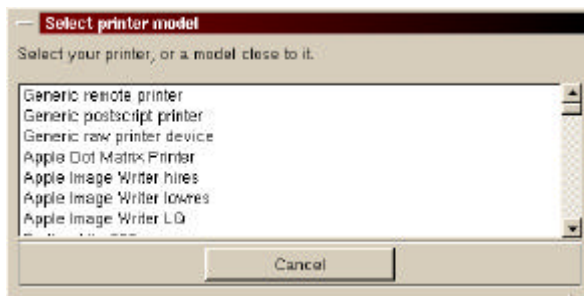 Select printer model
Select your printer, or a model close to it.
Generic remote printer
Generic postscript printer
Generic raw printer device
Apple Dot Matrix Printer
Apple Image Writer hires
Apple Image Writer lowres
Apple Image Writer LQ
Cancel